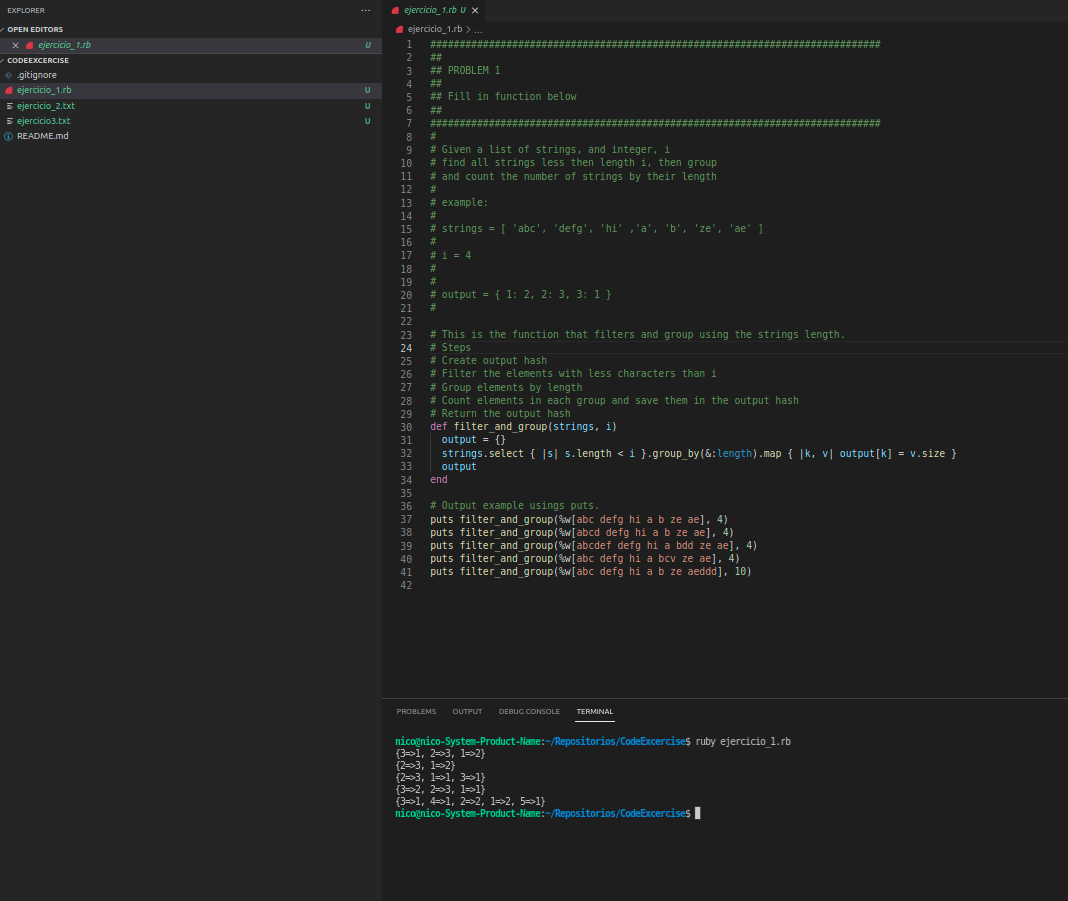 EXPLORER ...
OPEN EDITORS
ejercicio_1.rb U
CODEEXCERCISE
.gitignore
ejercicio_1.rb U
ejercicio_2.txt U
ejercicio3.txt U
README.md
ejercicio_1.rb U
ejercicio_1.rb > ...
1 #############################################################################
2 ##
3 ## PROBLEM 1
4 ##
5 ## Fill in function below
6 ##
7 #############################################################################
8 #
9 # Given a list of strings, and integer, i
10 # find all strings less then length i, then group
11 # and count the number of strings by their length
12 #
13 # example:
14 #
15 # strings = [ 'abc', 'defg', 'hi' ,'a', 'b', 'ze', 'ae' ]
16 #
17 # i = 4
18 #
19 #
20 # output = { 1: 2, 2: 3, 3: 1 }
21 #
22
23 # This is the function that filters and group using the strings length.
24 # Steps
25 # Create output hash
26 # Filter the elements with less characters than i
27 # Group elements by length
28 # Count elements in each group and save them in the output hash
29 # Return the output hash
30 def filter_and_group(strings, i)
31 output = {}
32 strings.select { |s| s.length < i }.group_by(&:length).map { |k, v| output[k] = v.size }
33 output
34 end
35
36 # Output example usings puts.
37 puts filter_and_group(%w[abc defg hi a b ze ae], 4)
38 puts filter_and_group(%w[abcd defg hi a b ze ae], 4)
39 puts filter_and_group(%w[abcdef defg hi a bdd ze ae], 4)
40 puts filter_and_group(%w[abc defg hi a bcv ze ae], 4)
41 puts filter_and_group(%w[abc defg hi a b ze aeddd], 10)
42
PROBLEMS OUTPUT DEBUG CONSOLE TERMINAL
nico@nico-System-Product-Name:~/Repositorios/CodeExcercise$ ruby ejercicio_1.rb
{3=>1, 2=>3, 1=>2}
{2=>3, 1=>2}
{2=>3, 1=>1, 3=>1}
{3=>2, 2=>3, 1=>1}
{3=>1, 4=>1, 2=>2, 1=>2, 5=>1}
nico@nico-System-Product-Name:~/Repositorios/CodeExcercise$